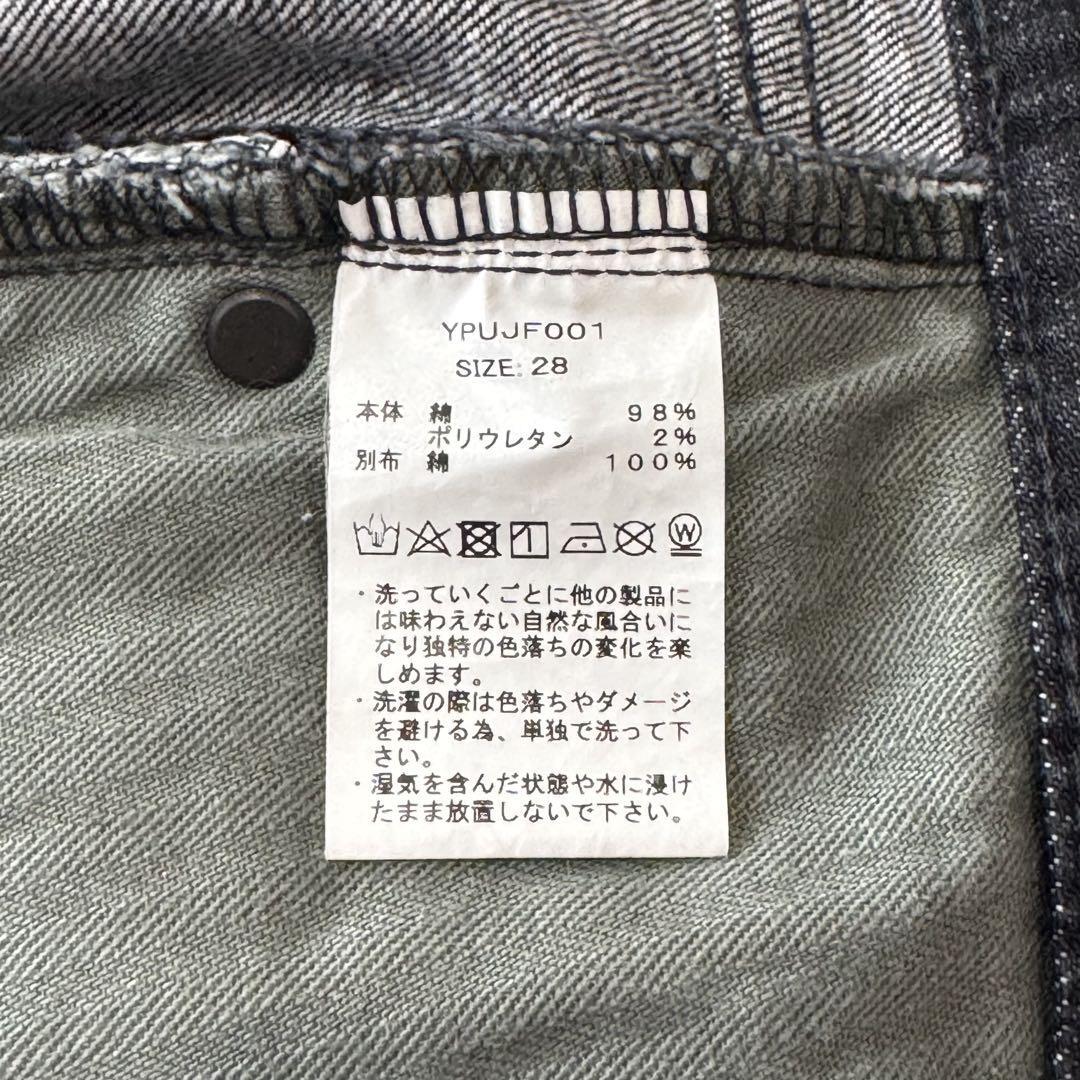 YPUJF001
SIZE: 28
本体 綿 98%
ポリウレタン 2%
別布 綿 100%
W
・洗っていくごとに他の製品に
は味わえない自然な風合いに
なり独特の色落ちの変化を楽
しめます。
・洗濯の際は色落ちやダメージ
を避ける為、単独で洗って下
さい。
・湿気を含んだ状態や水に浸け
たまま放置しないで下さい。